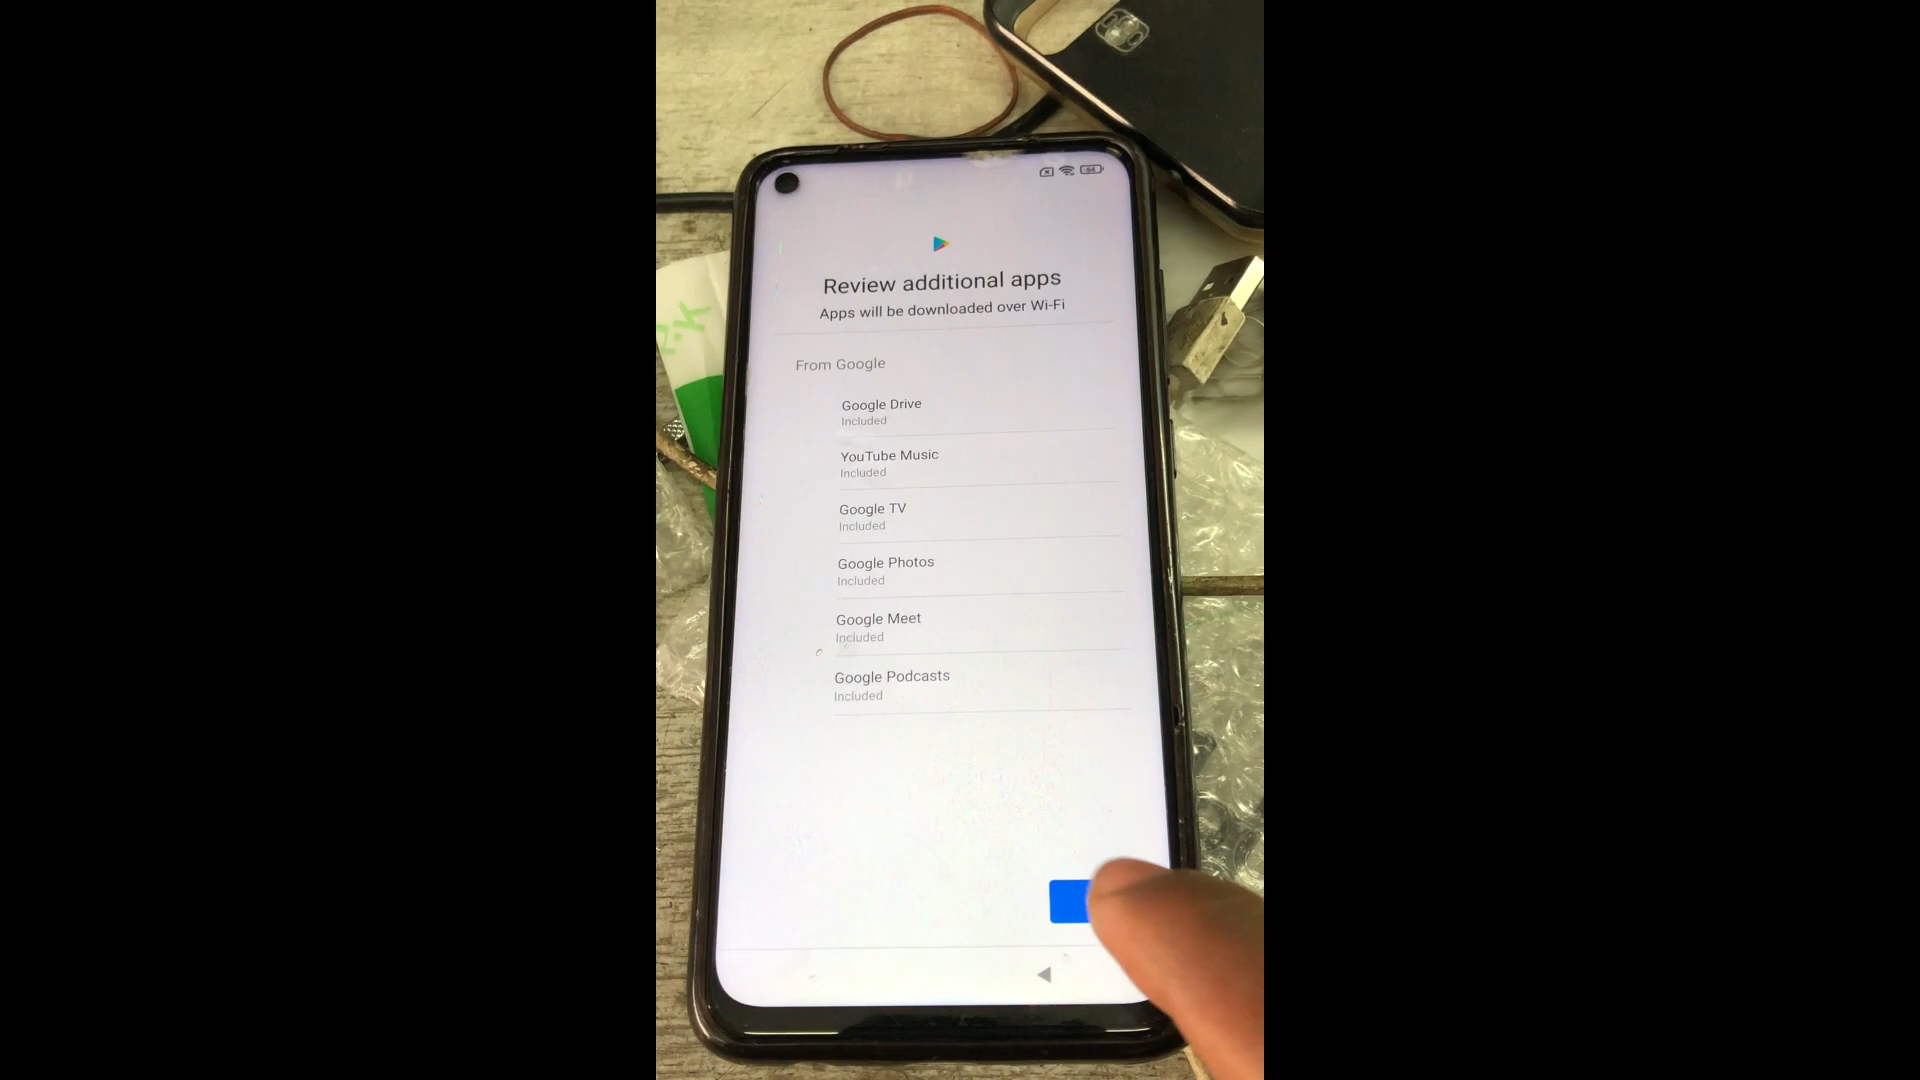 64
Review additional apps
Apps will be downloaded over Wi-Fi
From Google
Google Drive
Included
YouTube Music
Included
Google TV
Included
Google Photos
Included
Google Meet
Included
Google Podcasts
Included